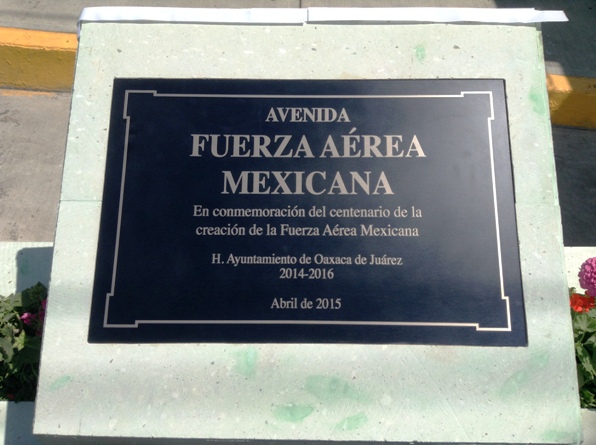 AVENIDA
FUERZA AÉREA
MEXICANA
En conmemoración del centenario de la
creación de la Fuerza Aérea Mexicana
H. Ayuntamiento de Oaxaca de Juárez
2014-2016
Abril de 2015